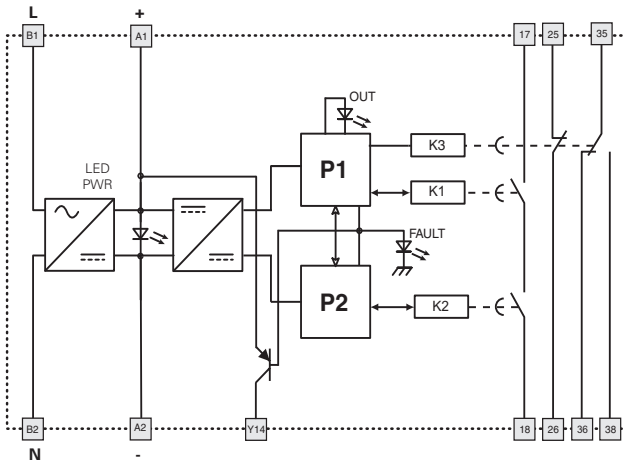 L +
B1 A1 17 25 35
OUT
K3
LED
PWR
P1
K1
FAULT
P2
K2
B2 A2 Y14 18 26 36 38
N -